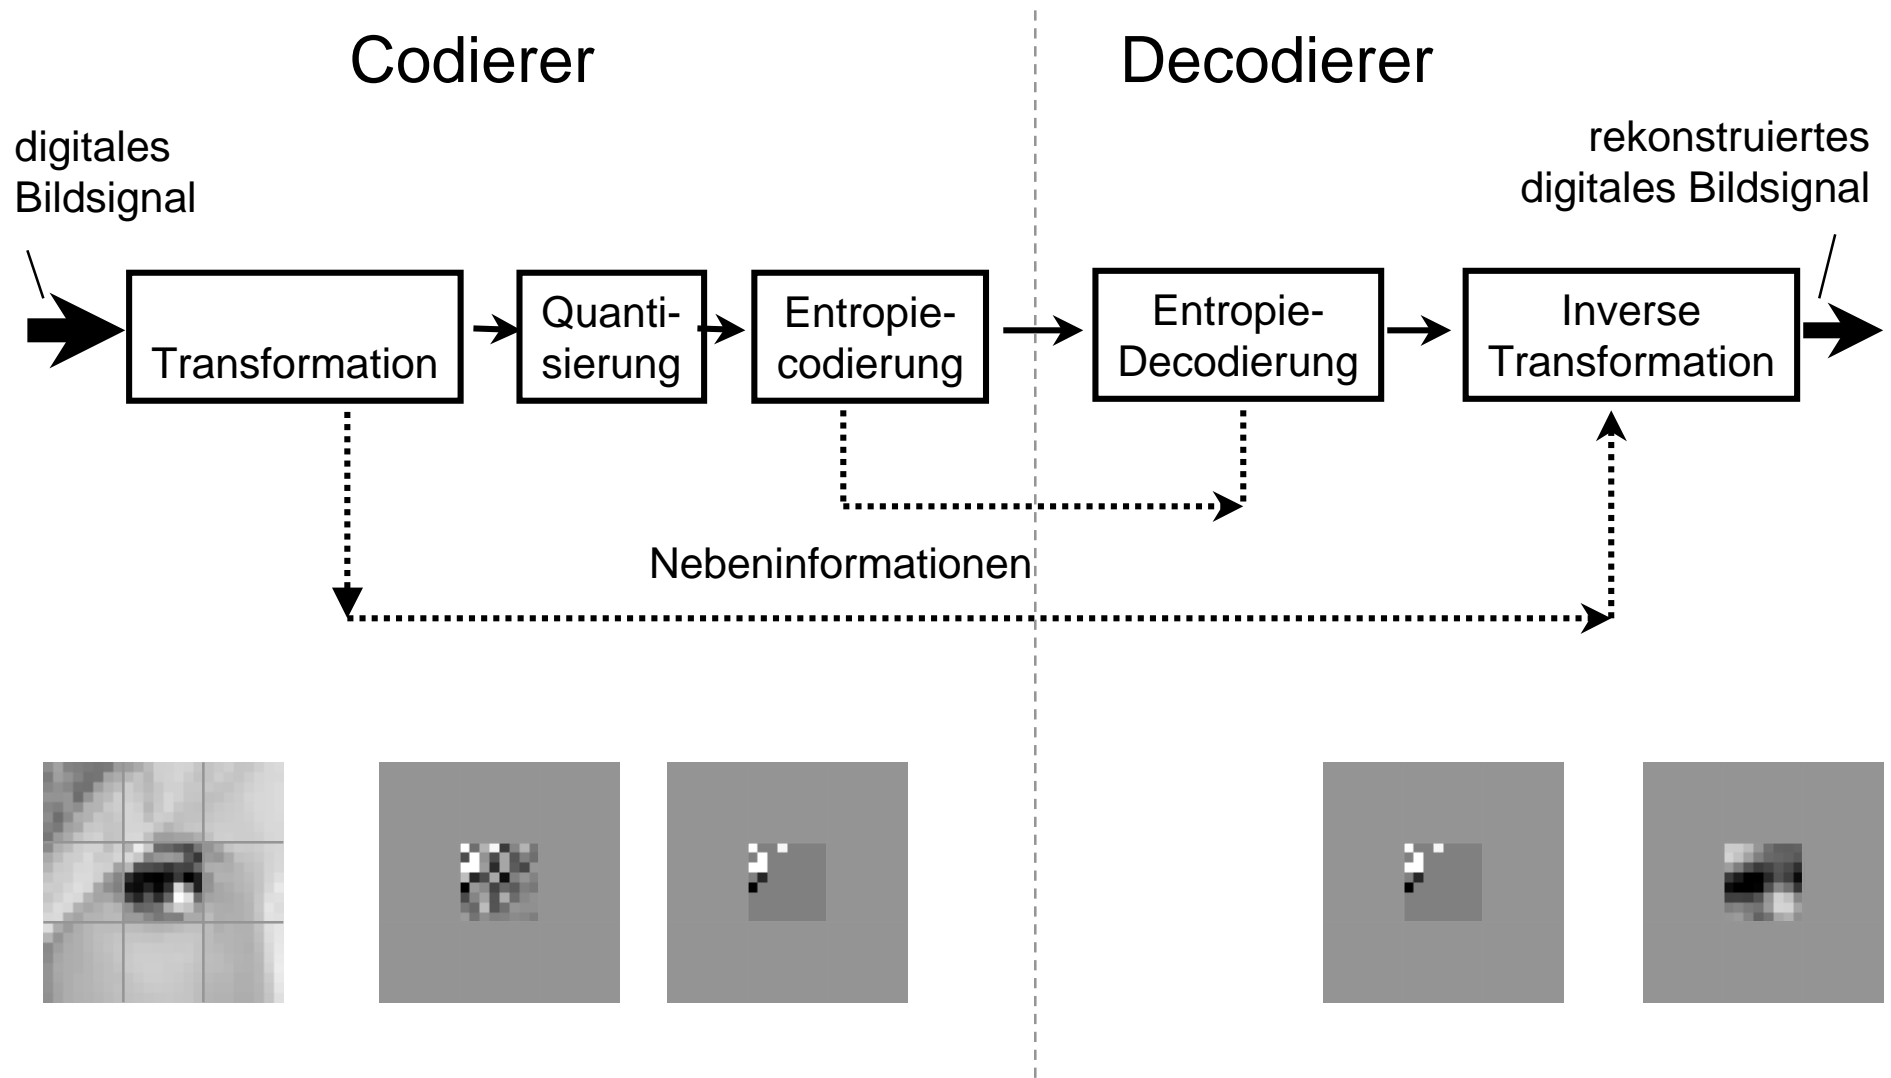 Codierer
Decodierer
digitales
Bildsignal
rekonstruiertes
digitales Bildsignal
Transformation
Quanti-
sierung
Entropie-
codierung
Entropie-
Decodierung
Inverse
Transformation
Nebeninformationen